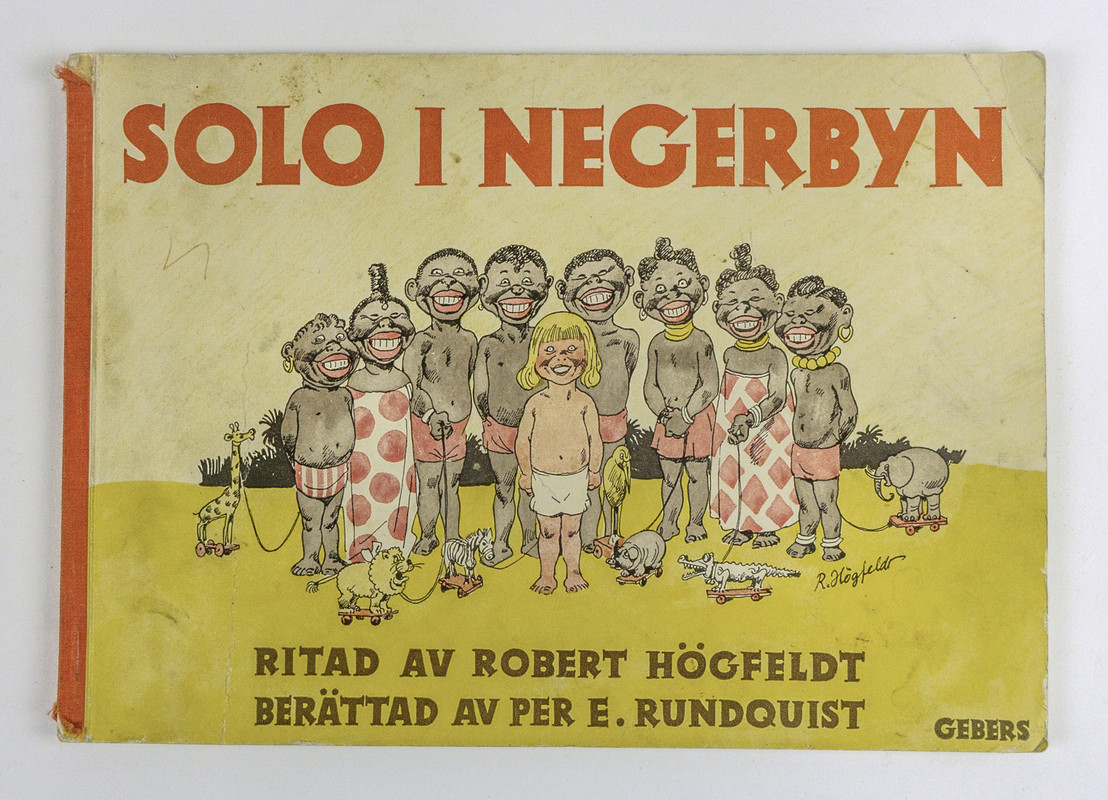 SOLO I NEGERBYN
R. Högfeldt
RITAD AV ROBERT HÖGFELDT
BERÄTTAD AV PER E. RUNDQUIST
GEBERS